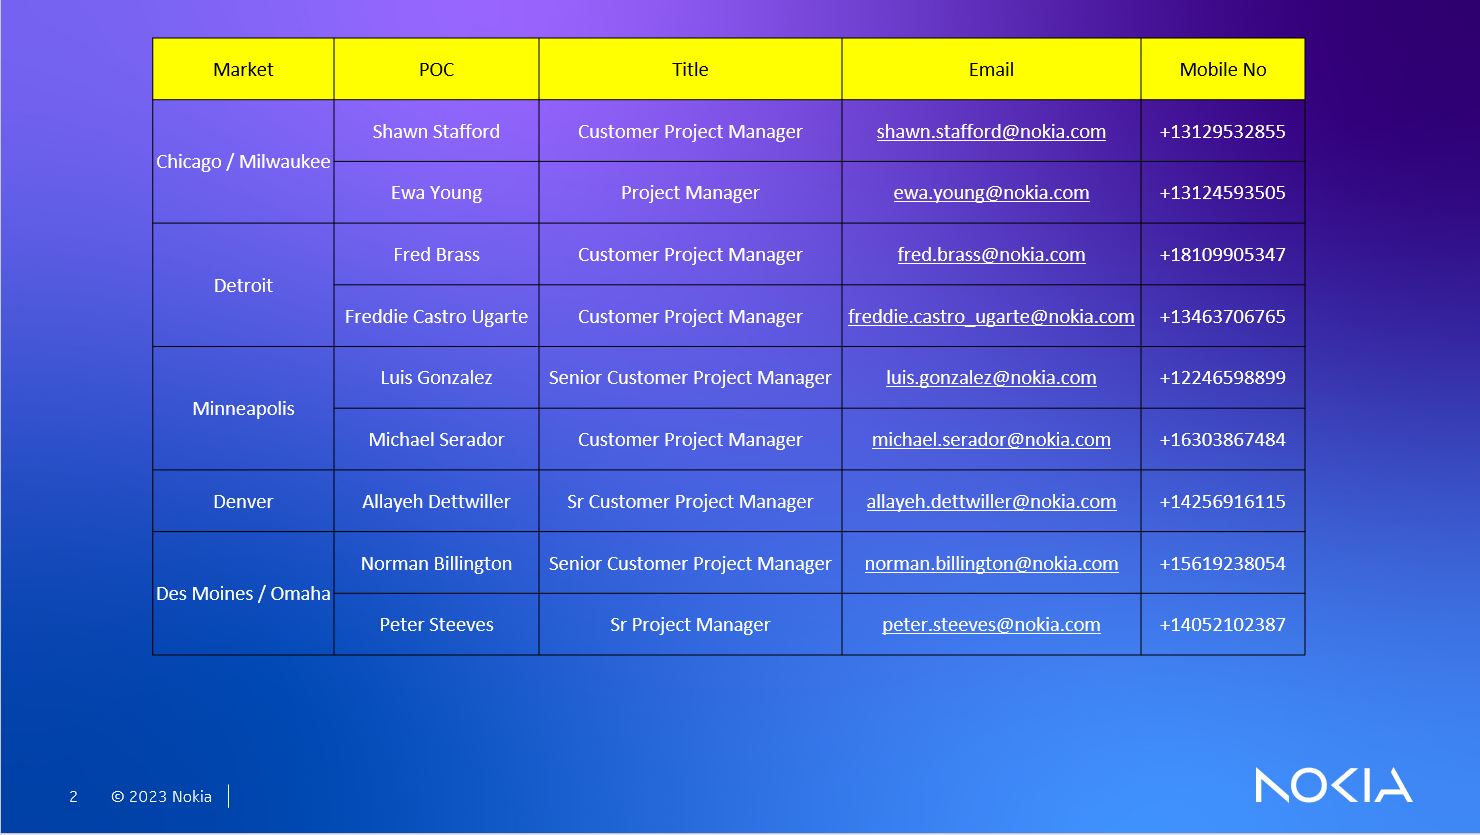 Market POC Title Email Mobile No
Chicago / Milwaukee Shawn Stafford Customer Project Manager shawn.stafford@nokia.com +13129532855
Ewa Young Project Manager ewa.young@nokia.com +13124593505
Detroit Fred Brass Customer Project Manager fred.brass@nokia.com +18109905347
Freddie Castro Ugarte Customer Project Manager freddie.castro_ugarte@nokia.com +13463706765
Minneapolis Luis Gonzalez Senior Customer Project Manager luis.gonzalez@nokia.com +12246598899
Michael Serador Customer Project Manager michael.serador@nokia.com +16303867484
Denver Allayeh Dettwiller Sr Customer Project Manager allayeh.dettwiller@nokia.com +14256916115
Des Moines / Omaha Norman Billington Senior Customer Project Manager norman.billington@nokia.com +15619238054
Peter Steeves Sr Project Manager peter.steeves@nokia.com +14052102387
2 © 2023 Nokia
NOKIA